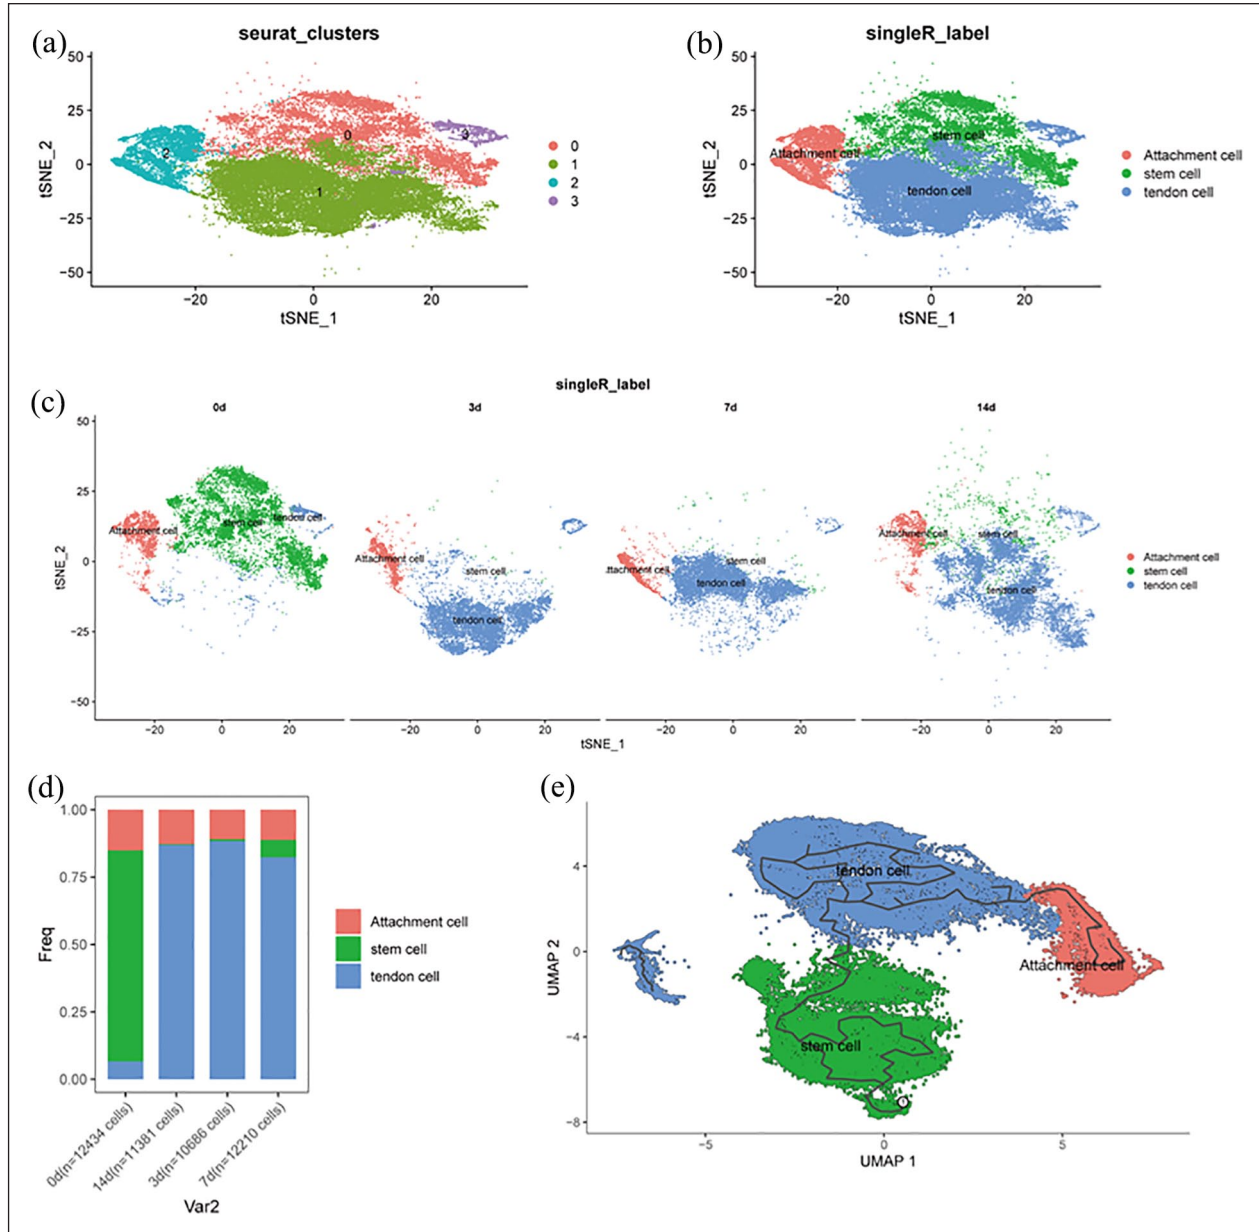 (a)
seurat_clusters
50
25
0
−25
−50
tSNE_2
−20
0
20
tSNE_1
0
1
2
3
0
1
2
3
(b)
singleR_label
50
25
0
−25
−50
tSNE_2
−20
0
20
tSNE_1
Attachment cell
stem cell
tendon cell
Attachment cell
stem cell
tendon cell
(c)
singleR_label
0d
3d
7d
14d
50
25
0
−25
−50
tSNE_2
Attachment cell
stem cell
tendon cell
Attachment cell
stem cell
tendon cell
Attachment cell
stem cell
tendon cell
Attachment cell
stem cell
tendon cell
−20
0
20
−20
0
20
−20
0
20
−20
0
20
tSNE_1
Attachment cell
stem cell
tendon cell
(d)
1.00
0.75
0.50
0.25
0.00
Freq
0d(n=12434 cells)
14d(n=11381 cells)
3d(n=10686 cells)
7d(n=12210 cells)
Var2
Attachment cell
stem cell
tendon cell
(e)
4
0
−4
−8
UMAP 2
tendon cell
Attachment cell
stem cell
1
−5
0
5
UMAP 1